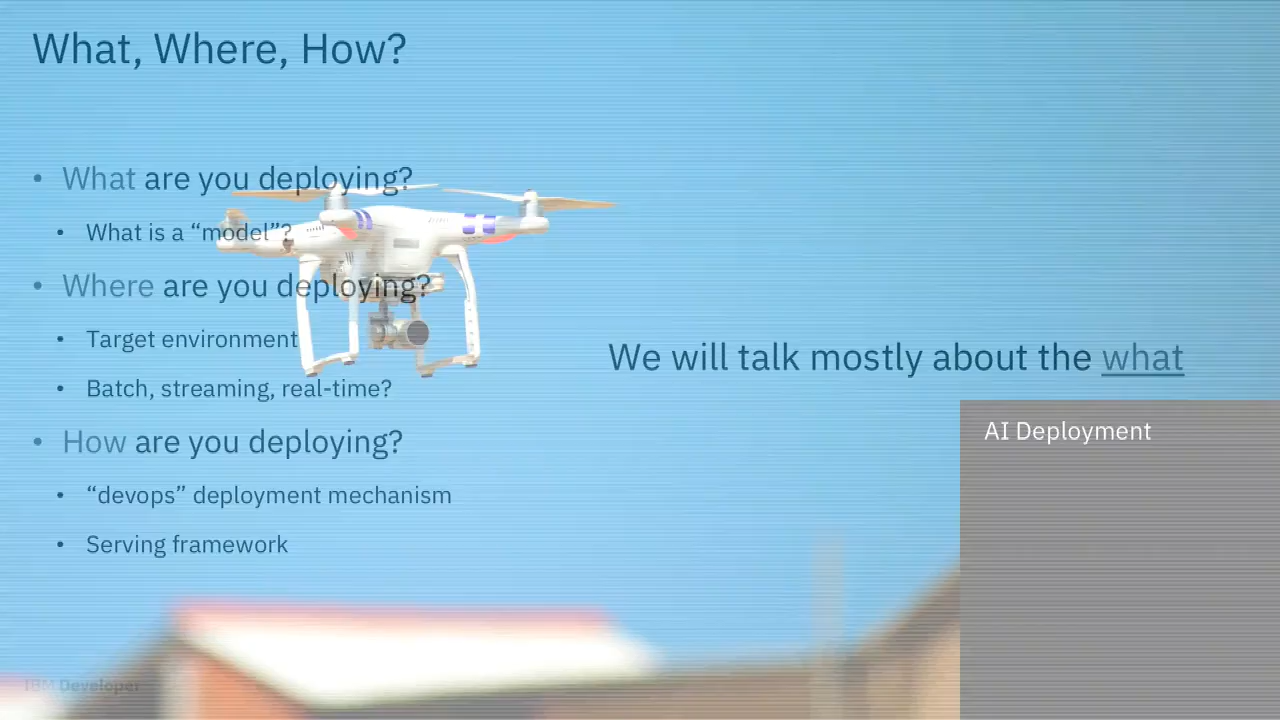 What, Where, How?
• What are you deploying?
• What is a “model”?
• Where are you deploying?
• Target environment
• Batch, streaming, real-time?
• How are you deploying?
• “devops” deployment mechanism
• Serving framework
We will talk mostly about the what
AI Deployment
IBM Developer